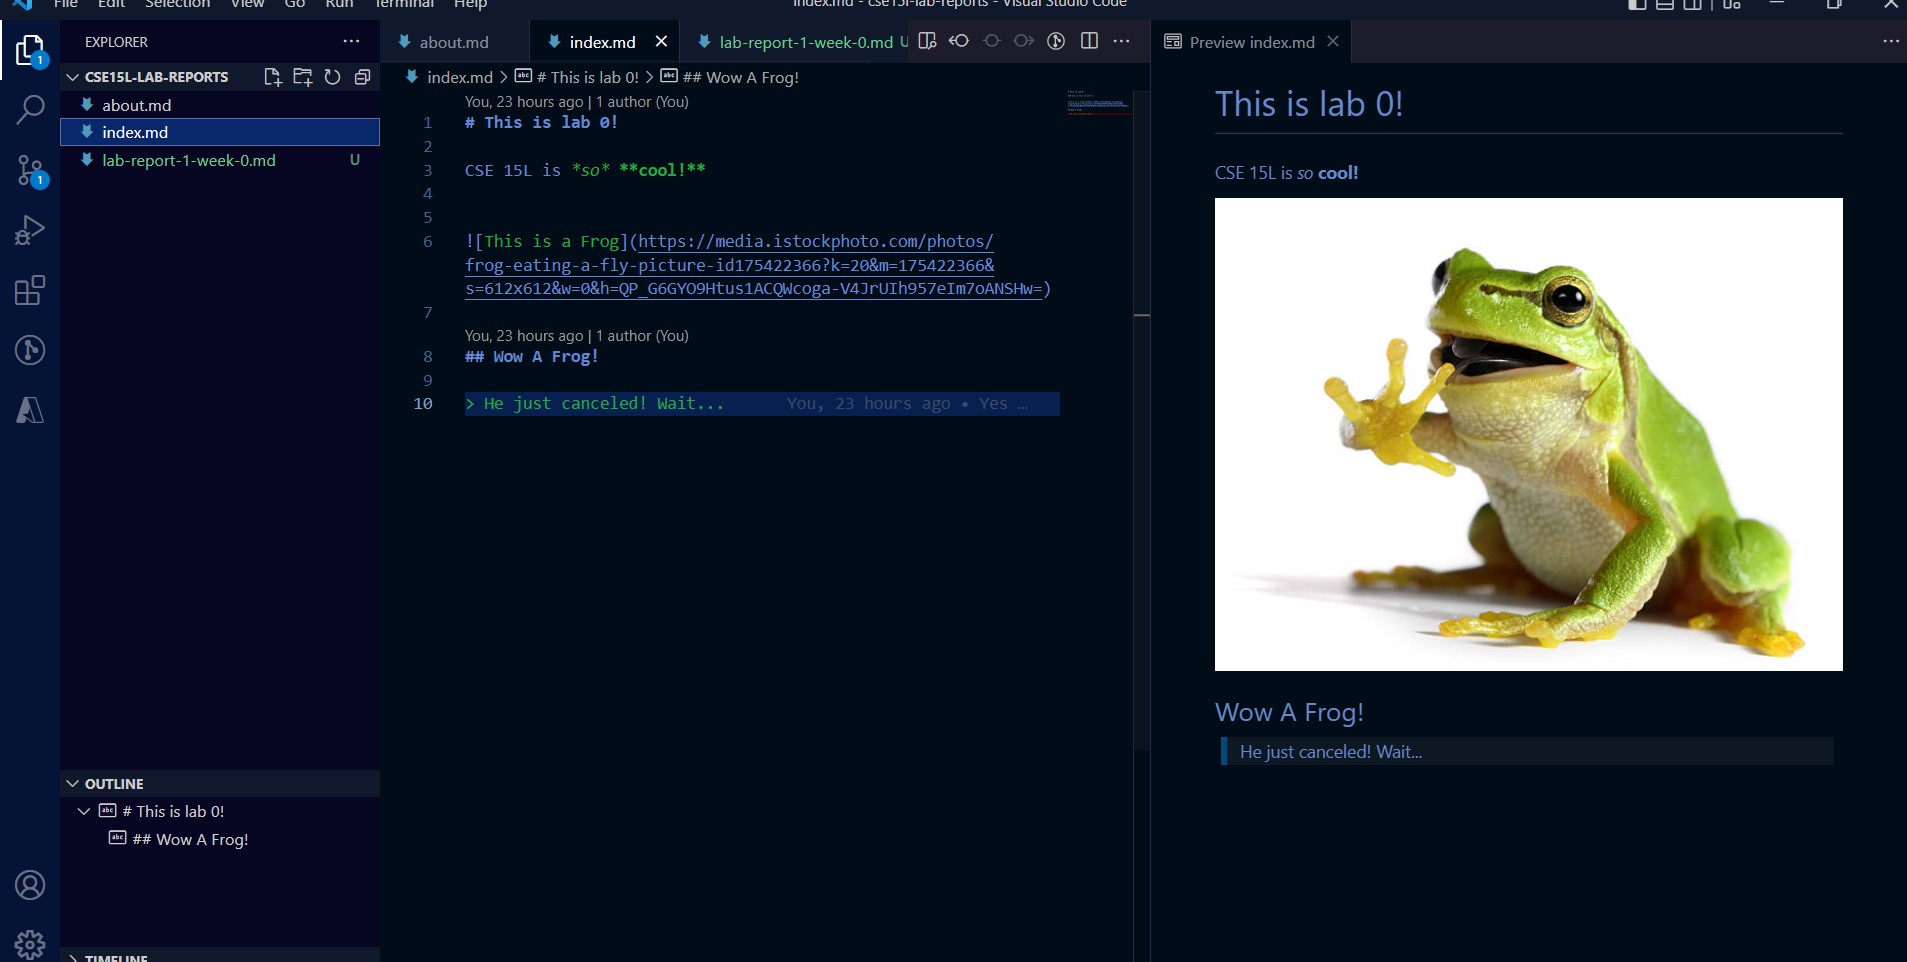 File Edit Selection View Go Run Terminal Help
index.md - cse15l-lab-reports - Visual Studio Code
EXPLORER
CSE15L-LAB-REPORTS
about.md
index.md
lab-report-1-week-0.md U
OUTLINE
# This is lab 0!
## Wow A Frog!
TIMELINE
1
1
about.md
index.md
lab-report-1-week-0.md U
index.md > # This is lab 0! > ## Wow A Frog!
You, 23 hours ago | 1 author (You)
1 # This is lab 0!
2
3 CSE 15L is *so* **cool!**
4
5
6 ![This is a Frog](https://media.istockphoto.com/photos/
frog-eating-a-fly-picture-id175422366?k=20&m=175422366&
s=612x612&w=0&h=QP_G6GYO9Htus1ACQWcoga-V4JrUIh957eIm7oANSHw=)
7
You, 23 hours ago | 1 author (You)
8 ## Wow A Frog!
9
10 > He just canceled! Wait... You, 23 hours ago • Yes …
Preview index.md
This is lab 0!
CSE 15L is so cool!
Wow A Frog!
He just canceled! Wait...